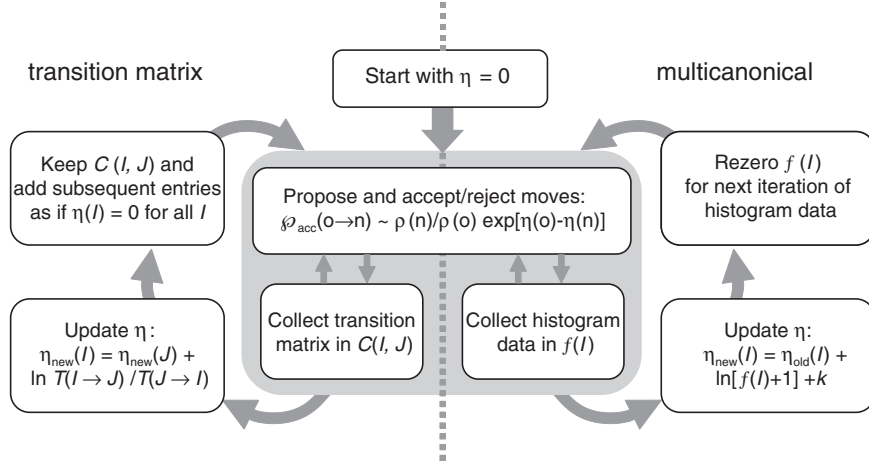 transition matrix
Start with η = 0
multicanonical
Keep C (I, J) and
add subsequent entries
as if η(I) = 0 for all I
Propose and accept/reject moves:
℘acc(o→n) ~ ρ(n)/ρ(o) exp[η(o)-η(n)]
Rezero f (I)
for next iteration of
histogram data
Update η:
ηnew(I) = ηnew(J) +
ln T(I → J) /T(J → I)
Collect transition
matrix in C(I, J)
Collect histogram
data in f(I)
Update η:
ηnew(I) = ηold(I) +
ln[f(I)+1] +k